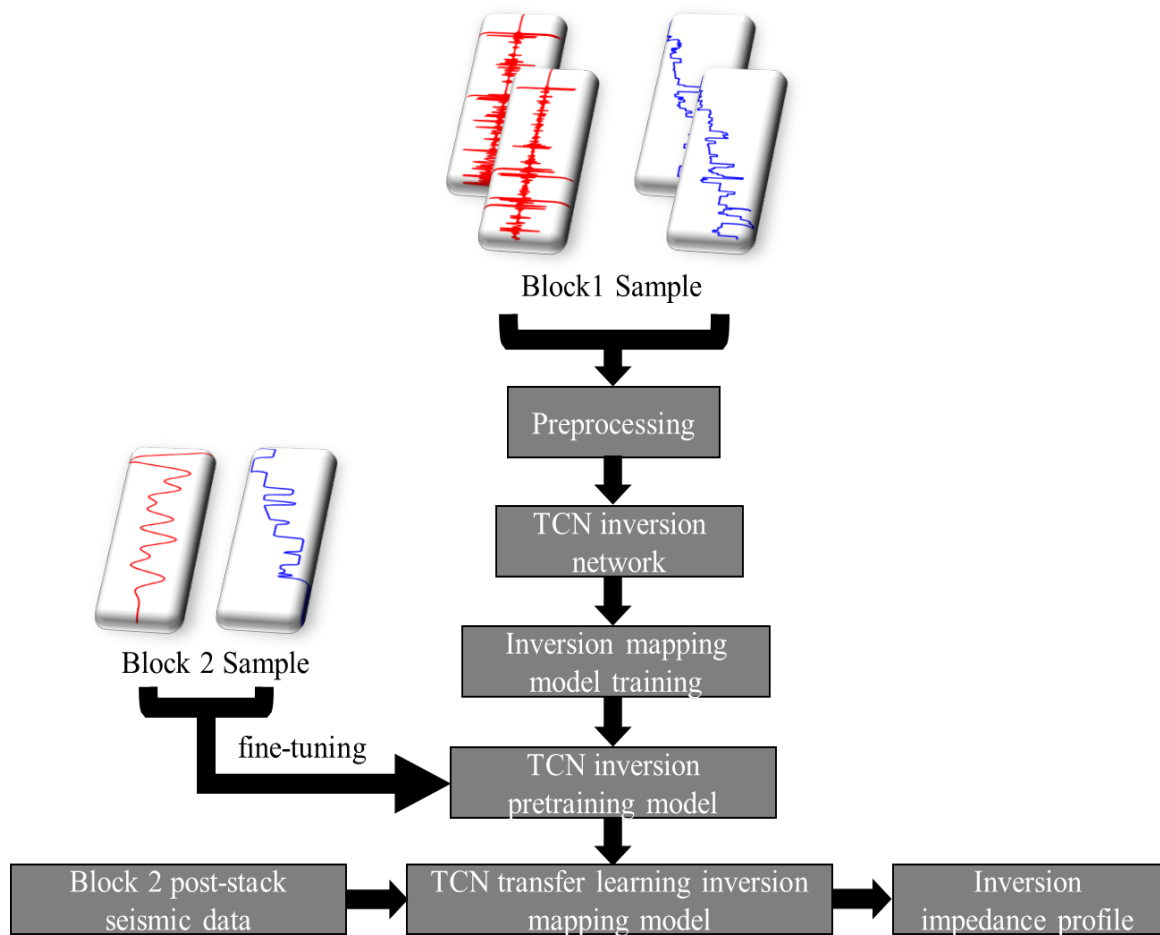 Block1 Sample
Preprocessing
TCN inversion
network
Inversion mapping
model training
Block 2 Sample
fine-tuning
TCN inversion
pretraining model
Block 2 post-stack
seismic data
TCN transfer learning inversion
mapping model
Inversion
impedance profile